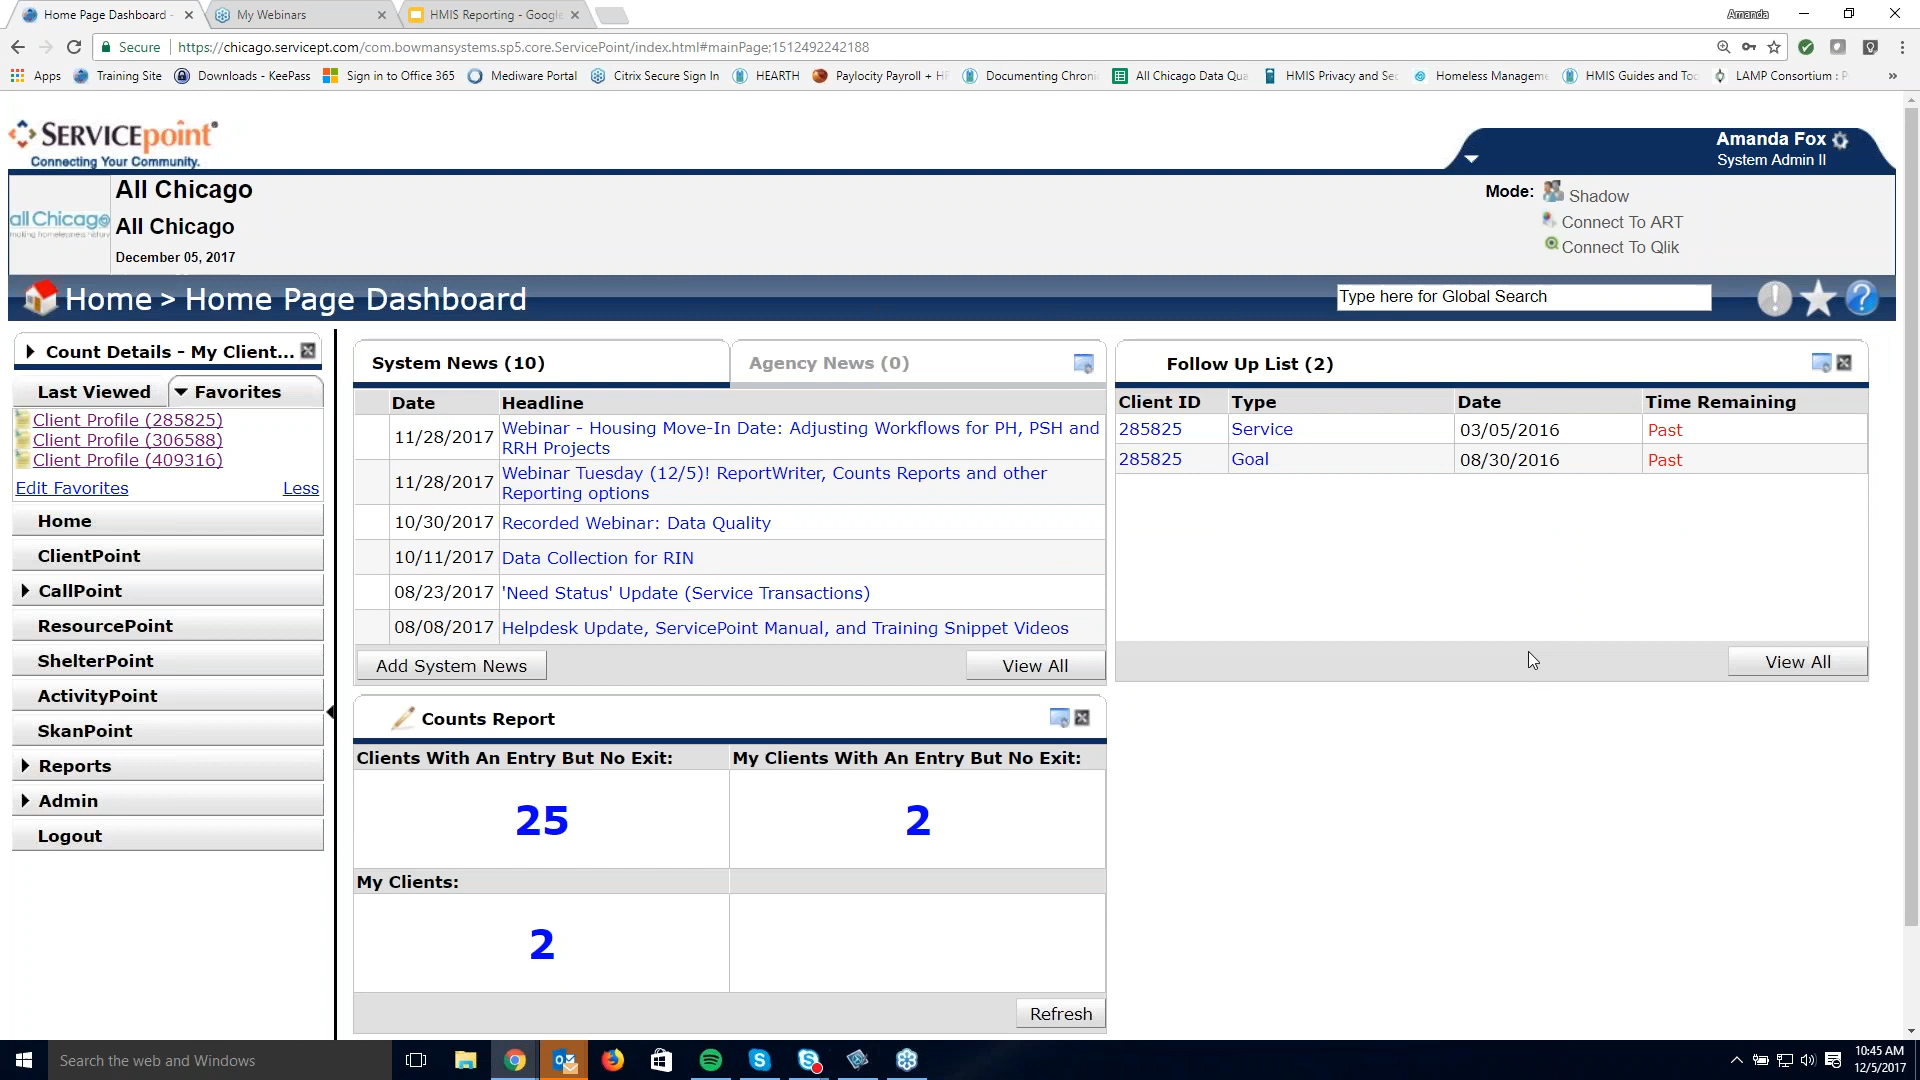 Home Page Dashboard -
My Webinars
HMIS Reporting - Google
Amanda
Secure
https://chicago.servicept.com/com.bowmansystems.sp5.core.ServicePoint/index.html#mainPage;1512492242188
Apps Training Site Downloads - KeePass Sign in to Office 365 Mediware Portal Citrix Secure Sign In HEARTH Paylocity Payroll + H Documenting Chroni All Chicago Data Qua HMIS Privacy and Sec Homeless Manageme HMIS Guides and Too LAMP Consortium : P »
SERVICEpoint®
Connecting Your Community.
Amanda Fox
System Admin II
all Chicago
making homelessness history
All Chicago
All Chicago
December 05, 2017
Mode: Shadow
Connect To ART
Connect To Qlik
Home > Home Page Dashboard
Type here for Global Search
Count Details - My Client...
Last Viewed Favorites
Client Profile (285825)
Client Profile (306588)
Client Profile (409316)
Edit Favorites Less
Home
ClientPoint
CallPoint
ResourcePoint
ShelterPoint
ActivityPoint
SkanPoint
Reports
Admin
Logout
System News (10) Agency News (0)
Date Headline
11/28/2017 Webinar - Housing Move-In Date: Adjusting Workflows for PH, PSH and
RRH Projects
11/28/2017 Webinar Tuesday (12/5)! ReportWriter, Counts Reports and other
Reporting options
10/30/2017 Recorded Webinar: Data Quality
10/11/2017 Data Collection for RIN
08/23/2017 'Need Status' Update (Service Transactions)
08/08/2017 Helpdesk Update, ServicePoint Manual, and Training Snippet Videos
Add System News View All
Follow Up List (2)
Client ID Type Date Time Remaining
285825 Service 03/05/2016 Past
285825 Goal 08/30/2016 Past
View All
Counts Report
Clients With An Entry But No Exit: My Clients With An Entry But No Exit:
25 2
My Clients:
2
Refresh
Search the web and Windows
10:45 AM
12/5/2017